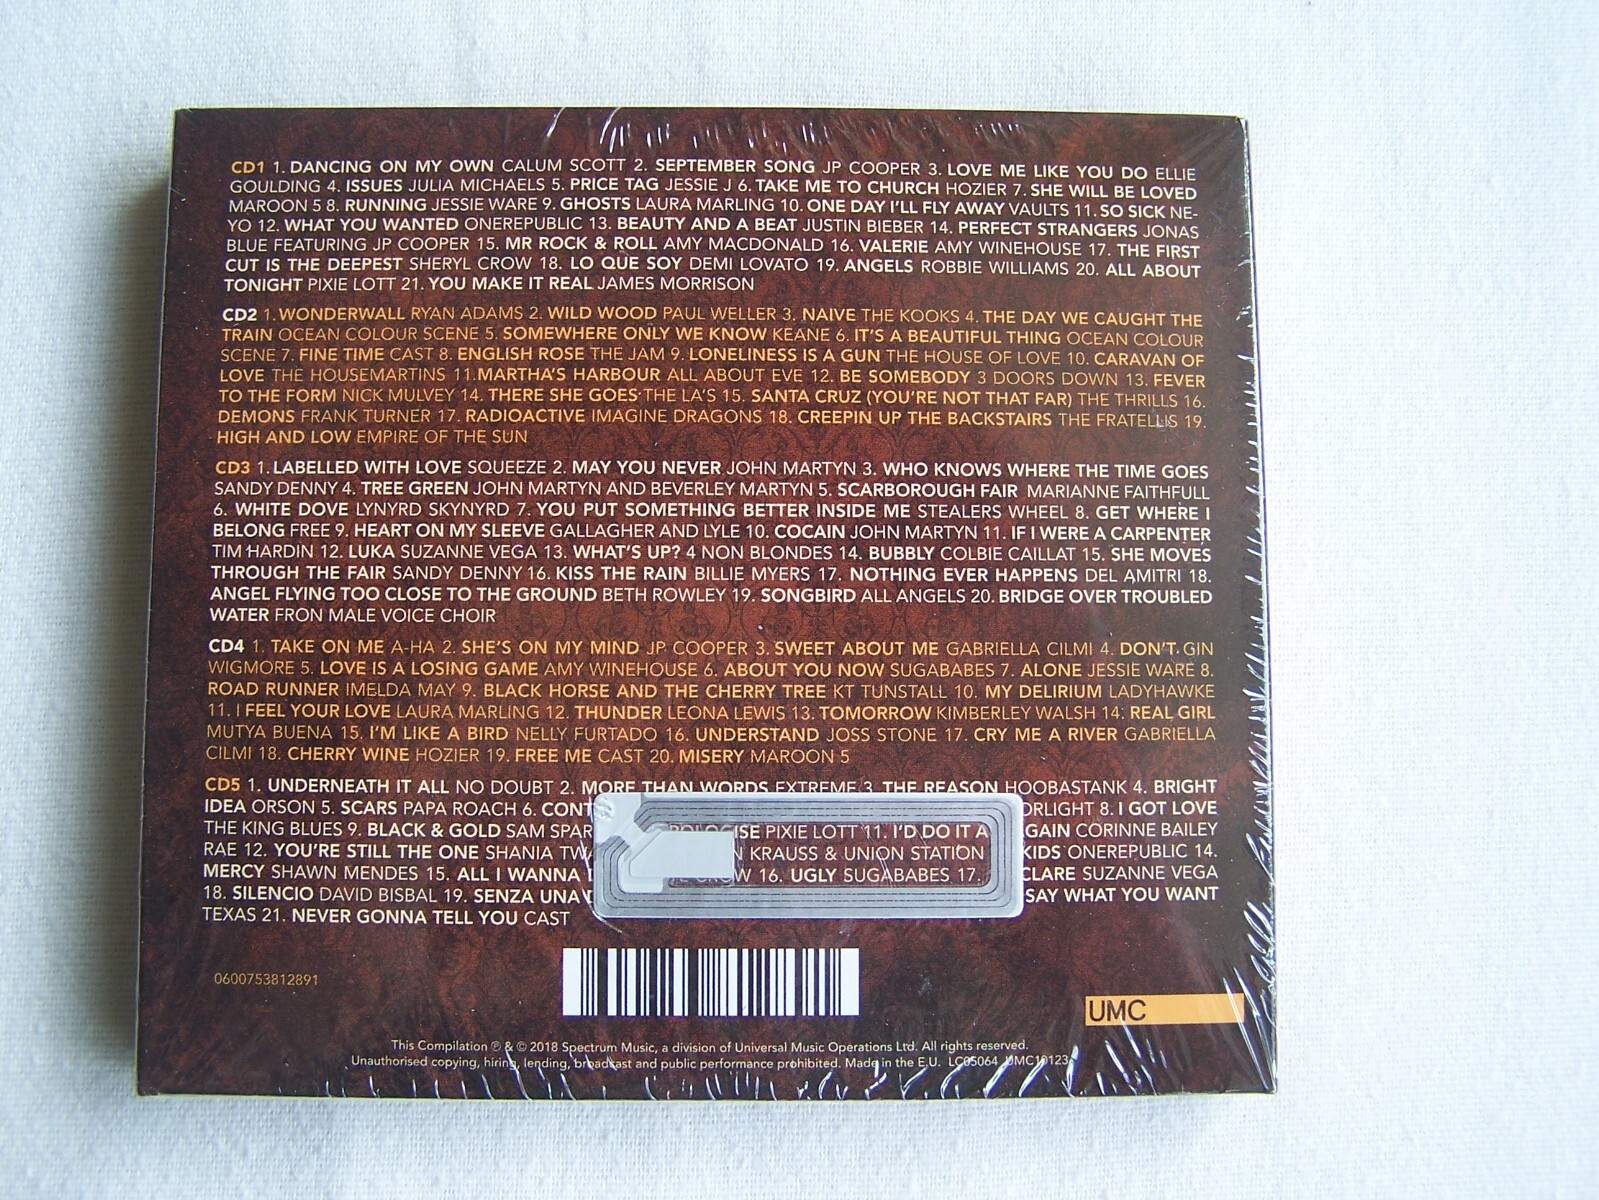 CD1 1. DANCING ON MY OWN CALUM SCOTT 2. SEPTEMBER SONG JP COOPER 3. LOVE ME LIKE YOU DO ELLIE
GOULDING 4. ISSUES JULIA MICHAELS 5. PRICE TAG JESSIE J 6. TAKE ME TO CHURCH HOZIER 7. SHE WILL BE LOVED
MAROON 5 8. RUNNING JESSIE WARE 9. GHOSTS LAURA MARLING 10. ONE DAY I'LL FLY AWAY VAULTS 11. SO SICK NE-
YO 12. WHAT YOU WANTED ONEREPUBLIC 13. BEAUTY AND A BEAT JUSTIN BIEBER 14. PERFECT STRANGERS JONAS
BLUE FEATURING JP COOPER 15. MR ROCK & ROLL AMY MACDONALD 16. VALERIE AMY WINEHOUSE 17. THE FIRST
CUT IS THE DEEPEST SHERYL CROW 18. LO QUE SOY DEMI LOVATO 19. ANGELS ROBBIE WILLIAMS 20. ALL ABOUT
TONIGHT PIXIE LOTT 21. YOU MAKE IT REAL JAMES MORRISON
CD2 1. WONDERWALL RYAN ADAMS 2. WILD WOOD PAUL WELLER 3. NAIVE THE KOOKS 4. THE DAY WE CAUGHT THE
TRAIN OCEAN COLOUR SCENE 5. SOMEWHERE ONLY WE KNOW KEANE 6. IT'S A BEAUTIFUL THING OCEAN COLOUR
SCENE 7. FINE TIME CAST 8. ENGLISH ROSE THE JAM 9. LONELINESS IS A GUN THE HOUSE OF LOVE 10. CARAVAN OF
LOVE THE HOUSEMARTINS 11.MARTHA'S HARBOUR ALL ABOUT EVE 12. BE SOMEBODY 3 DOORS DOWN 13. FEVER
TO THE FORM NICK MULVEY 14. THERE SHE GOES THE LA'S 15. SANTA CRUZ (YOU'RE NOT THAT FAR) THE THRILLS 16.
DEMONS FRANK TURNER 17. RADIOACTIVE IMAGINE DRAGONS 18. CREEPIN UP THE BACKSTAIRS THE FRATELLIS 19.
HIGH AND LOW EMPIRE OF THE SUN
CD3 1. LABELLED WITH LOVE SQUEEZE 2. MAY YOU NEVER JOHN MARTYN 3. WHO KNOWS WHERE THE TIME GOES
SANDY DENNY 4. TREE GREEN JOHN MARTYN AND BEVERLEY MARTYN 5. SCARBOROUGH FAIR MARIANNE FAITHFULL
6. WHITE DOVE LYNYRD SKYNYRD 7. YOU PUT SOMETHING BETTER INSIDE ME STEALERS WHEEL 8. GET WHERE I
BELONG FREE 9. HEART ON MY SLEEVE GALLAGHER AND LYLE 10. COCAIN JOHN MARTYN 11. IF I WERE A CARPENTER
TIM HARDIN 12. LUKA SUZANNE VEGA 13. WHAT'S UP? 4 NON BLONDES 14. BUBBLY COLBIE CAILLAT 15. SHE MOVES
THROUGH THE FAIR SANDY DENNY 16. KISS THE RAIN BILLIE MYERS 17. NOTHING EVER HAPPENS DEL AMITRI 18.
ANGEL FLYING TOO CLOSE TO THE GROUND BETH ROWLEY 19. SONGBIRD ALL ANGELS 20. BRIDGE OVER TROUBLED
WATER FRON MALE VOICE CHOIR
CD4 1. TAKE ON ME A-HA 2. SHE'S ON MY MIND JP COOPER 3. SWEET ABOUT ME GABRIELLA CILMI 4. DON'T GIN
WIGMORE 5. LOVE IS A LOSING GAME AMY WINEHOUSE 6. ABOUT YOU NOW SUGABABES 7. ALONE JESSIE WARE 8.
ROAD RUNNER IMELDA MAY 9. BLACK HORSE AND THE CHERRY TREE KT TUNSTALL 10. MY DELIRIUM LADYHAWKE
11. I FEEL YOUR LOVE LAURA MARLING 12. THUNDER LEONA LEWIS 13. TOMORROW KIMBERLEY WALSH 14. REAL GIRL
MUTYA BUENA 15. I'M LIKE A BIRD NELLY FURTADO 16. UNDERSTAND JOSS STONE 17. CRY ME A RIVER GABRIELLA
CILMI 18. CHERRY WINE HOZIER 19. FREE ME CAST 20. MISERY MAROON 5
CD5 1. UNDERNEATH IT ALL NO DOUBT 2. MORE THAN WORDS EXTREME 3. THE REASON HOOBASTANK 4. BRIGHT
IDEA ORSON 5. SCARS PAPA ROACH 6. CONT ORLIGHT 8. I GOT LOVE
THE KING BLUES 9. BLACK & GOLD SAM SPAR OLOGISE PIXIE LOTT 11. I'D DO IT A GAIN CORINNE BAILEY
RAE 12. YOU'RE STILL THE ONE SHANIA TWA N KRAUSS & UNION STATION KIDS ONEREPUBLIC 14.
MERCY SHAWN MENDES 15. ALL I WANNA CROW 16. UGLY SUGABABES 17. CLARE SUZANNE VEGA
18. SILENCIO DAVID BISBAL 19. SENZA UNA SAY WHAT YOU WANT
TEXAS 21. NEVER GONNA TELL YOU CAST
0600753812891
UMC
This Compilation ℗ & © 2018 Spectrum Music, a division of Universal Music Operations Ltd. All rights reserved.
Unauthorised copying, hiring, lending, broadcast and public performance prohibited. Made in the E.U. LC05064 UMC10123